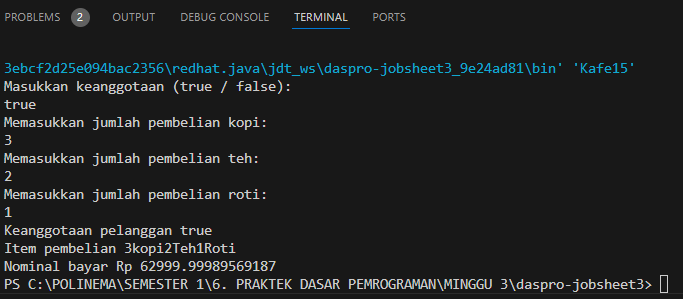 PROBLEMS 2 OUTPUT DEBUG CONSOLE TERMINAL PORTS
3ebcf2d25e094bac2356\redhat.java\jdt_ws\daspro-jobsheet3_9e24ad81\bin' 'Kafe15'
Masukkan keanggotaan (true / false):
true
Memasukkan jumlah pembelian kopi:
3
Memasukkan jumlah pembelian teh:
2
Memasukkan jumlah pembelian roti:
1
Keanggotaan pelanggan true
Item pembelian 3kopi2Teh1Roti
Nominal bayar Rp 62999.99989569187
PS C:\POLINEMA\SEMESTER 1\6. PRAKTEK DASAR PEMROGRAMAN\MINGGU 3\daspro-jobsheet3>